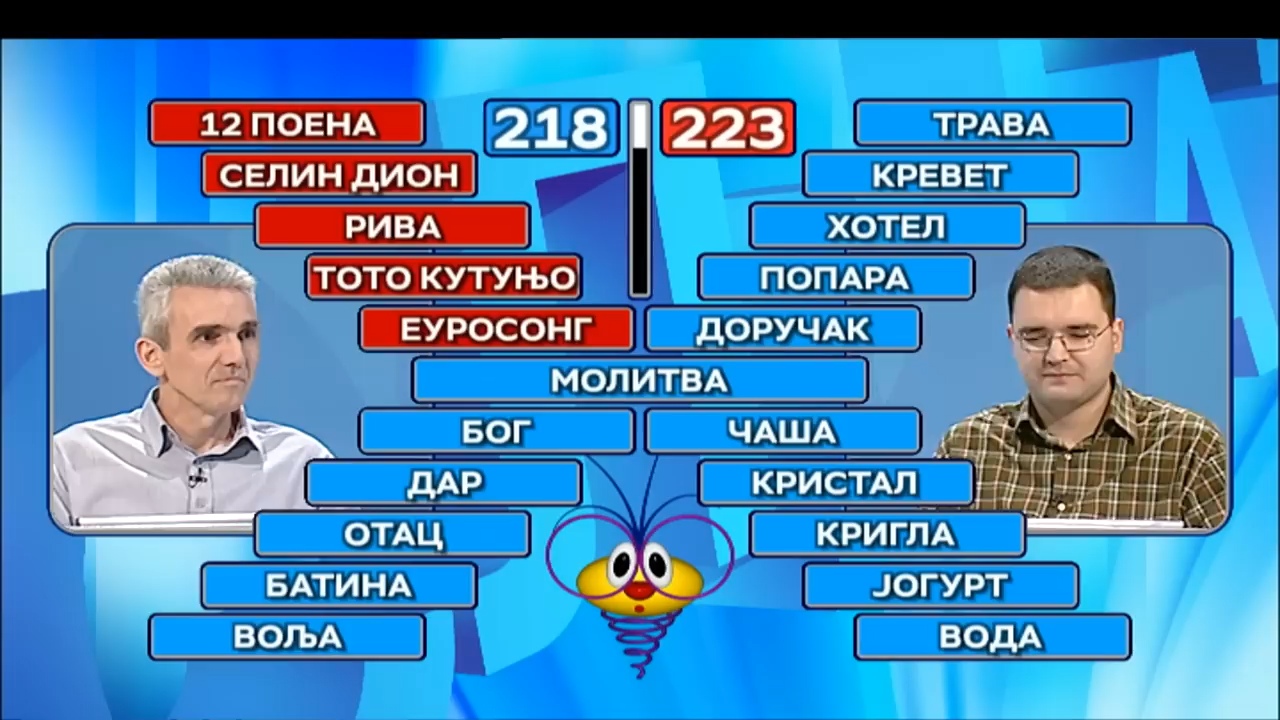 12 ПОЕНА
218
223
ТРАВА
СЕЛИН ДИОН
КРЕВЕТ
РИВА
ХОТЕЛ
ТОТО КУТУЊО
ПОПАРА
ЕУРОСОНГ
ДОРУЧАК
МОЛИТВА
БОГ
ЧАША
ДАР
КРИСТАЛ
ОТАЦ
КРИГЛА
БАТИНА
ЈОГУРТ
ВОЉА
ВОДА